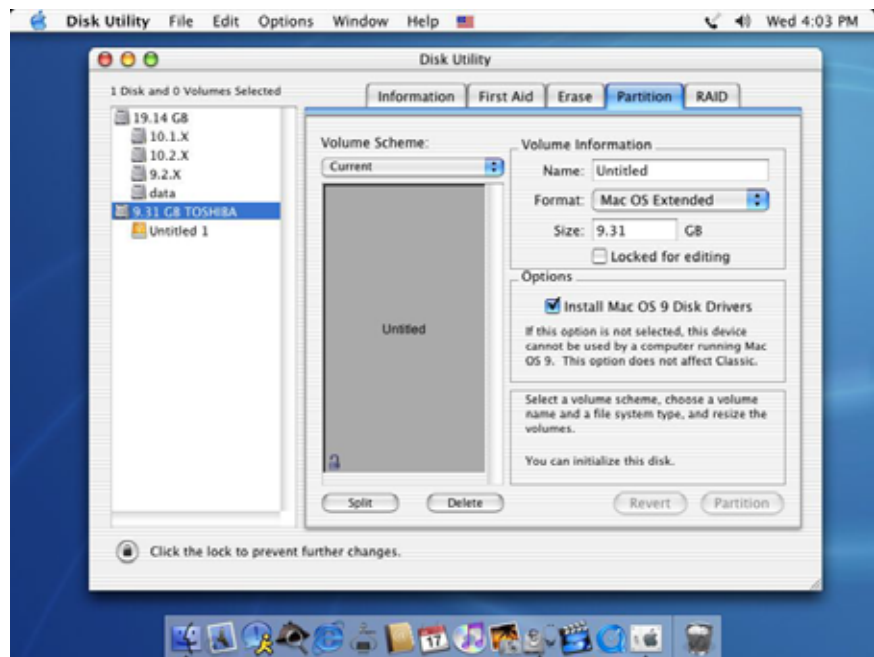 Disk Utility File Edit Options Window Help Wed 4:03 PM
Disk Utility
1 Disk and 0 Volumes Selected
Information First Aid Erase Partition RAID
19.14 GB
10.1.X
10.2.X
9.2.X
data
9.31 GB TOSHIBA
Untitled 1
Volume Scheme:
Current
Untitled
Split Delete
Volume Information
Name: Untitled
Format: Mac OS Extended
Size: 9.31 GB
Locked for editing
Options
Install Mac OS 9 Disk Drivers
If this option is not selected, this device
cannot be used by a computer running Mac
OS 9. This option does not affect Classic.
Select a volume scheme, choose a volume
name and a file system type, and resize the
volumes.
You can initialize this disk.
Revert Partition
Click the lock to prevent further changes.
17